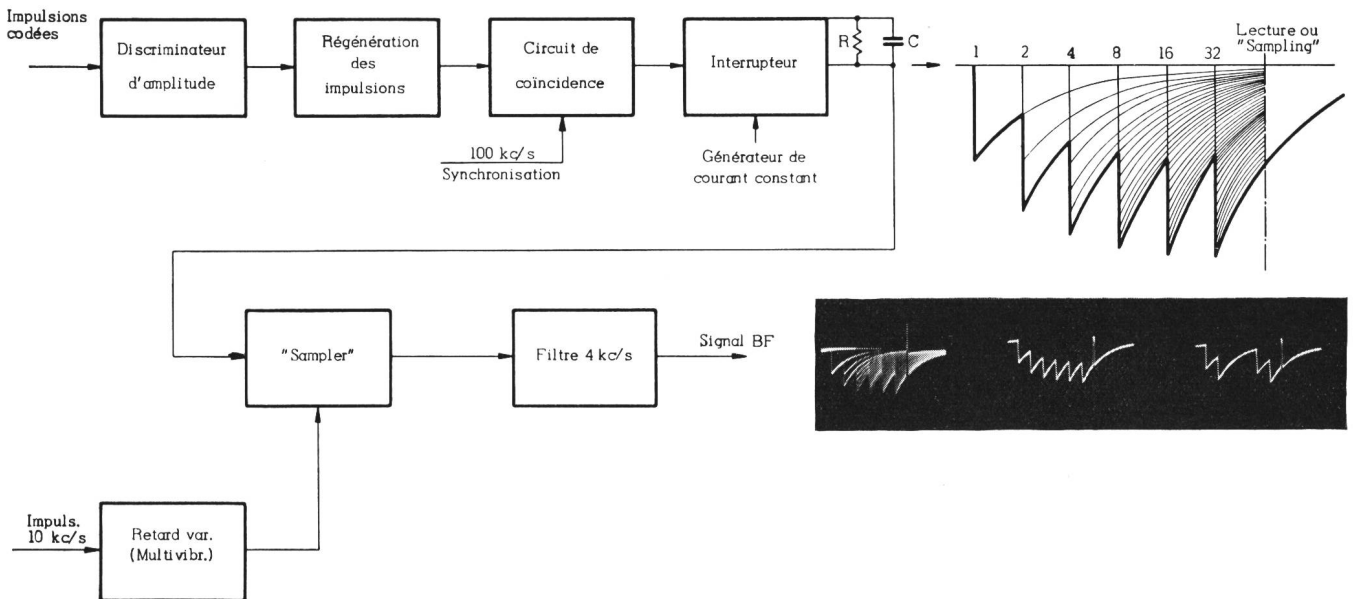 Impulsions
codées
Discriminateur
d'amplitude
Régénération
des
impulsions
Circuit de
coïncidence
Interrupteur
R
C
Lecture ou
"Sampling"
1 2 4 8 16 32
100 kc/s
Synchronisation
Générateur de
courant constant
"Sampler"
Filtre 4 kc/s
Signal BF
Impuls.
10 kc/s
Retard var.
(Multivibr.)